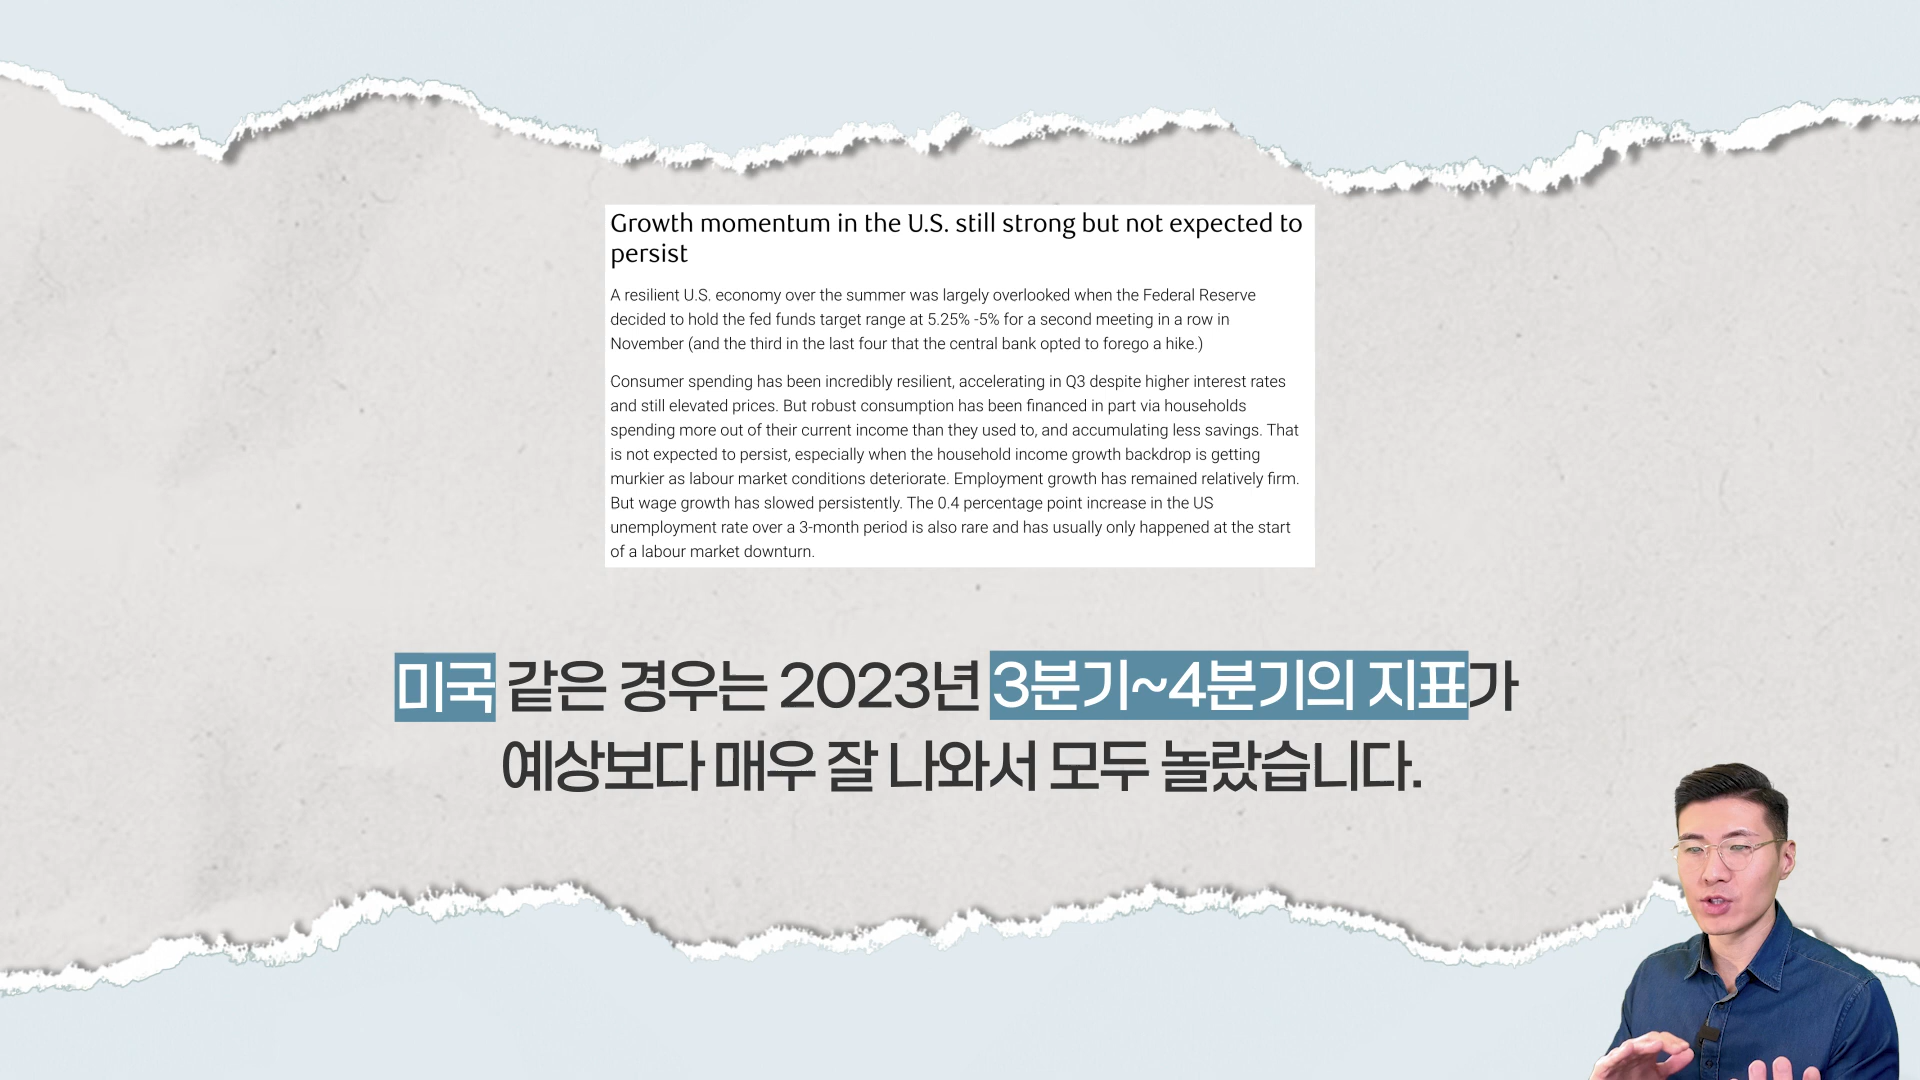 Growth momentum in the U.S. still strong but not expected to
persist
A resilient U.S. economy over the summer was largely overlooked when the Federal Reserve
decided to hold the fed funds target range at 5.25% -5% for a second meeting in a row in
November (and the third in the last four that the central bank opted to forego a hike.)
Consumer spending has been incredibly resilient, accelerating in Q3 despite higher interest rates
and still elevated prices. But robust consumption has been financed in part via households
spending more out of their current income than they used to, and accumulating less savings. That
is not expected to persist, especially when the household income growth backdrop is getting
murkier as labour market conditions deteriorate. Employment growth has remained relatively firm.
But wage growth has slowed persistently. The 0.4 percentage point increase in the US
unemployment rate over a 3-month period is also rare and has usually only happened at the start
of a labour market downturn.
미국 같은 경우는 2023년 3분기~4분기의 지표가
예상보다 매우 잘 나와서 모두 놀랐습니다.